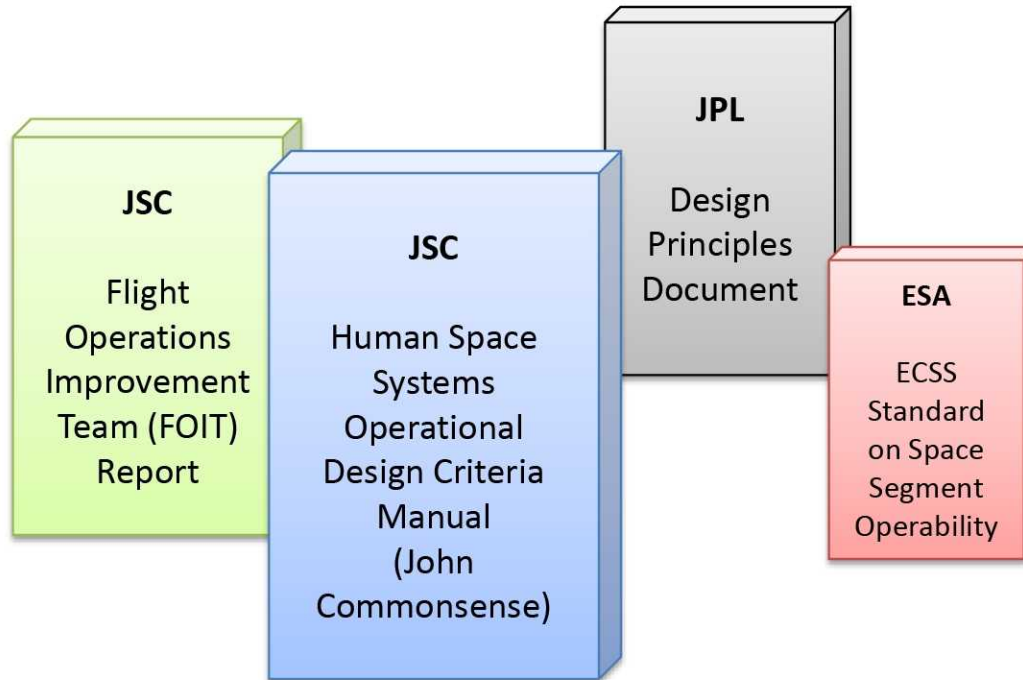 JSC
Flight
Operations
Improvement
Team (FOIT)
Report
JSC
Human Space
Systems
Operational
Design Criteria
Manual
(John
Commonsense)
JPL
Design
Principles
Document
ESA
ECSS
Standard
on Space
Segment
Operability